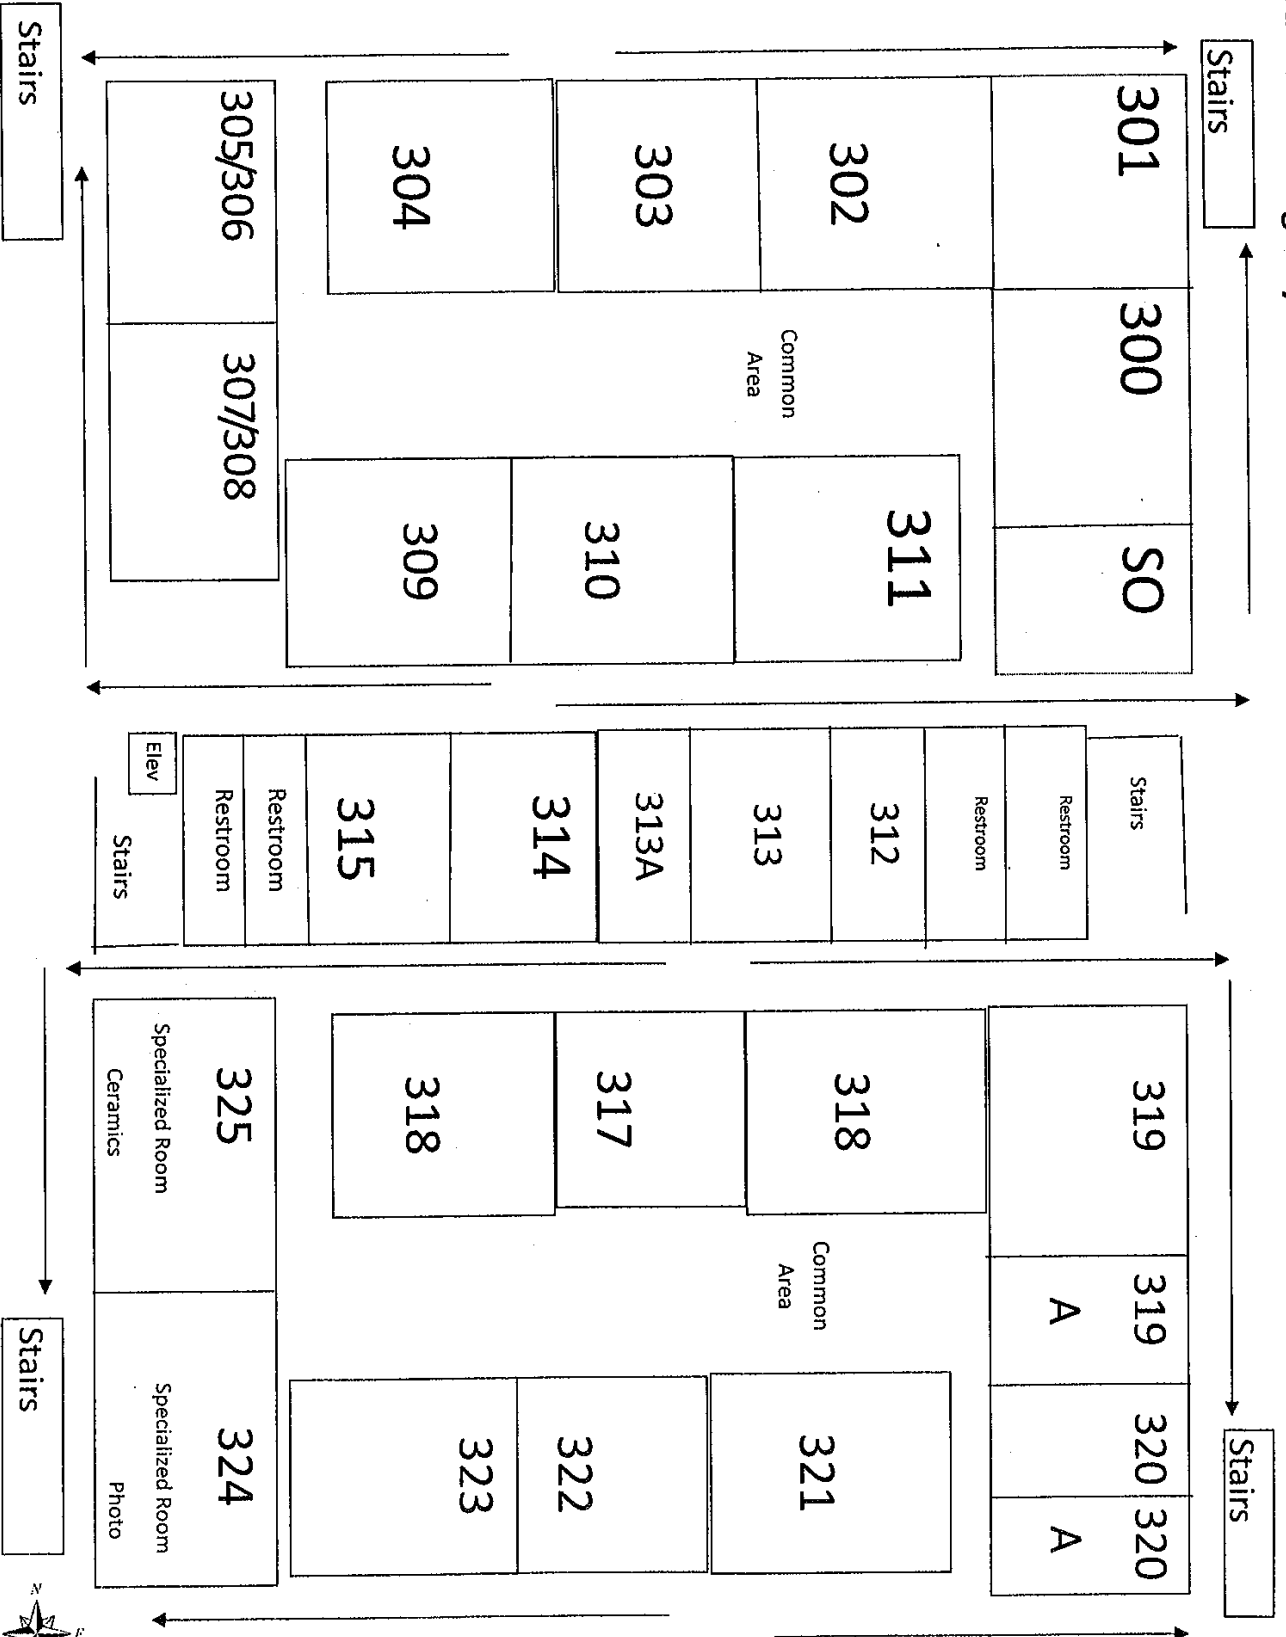 Stairs
301
300
SO
302
303
304
Common
Area
311
310
309
305/306
307/308
Stairs
Stairs
Restroom
Restroom
312
313
313A
314
315
Restroom
Restroom
Elev
Stairs
Stairs
319
319
A
320
320
A
318
317
318
Common
Area
321
322
323
325
Specialized Room
Ceramics
324
Specialized Room
Photo
Stairs
N
E